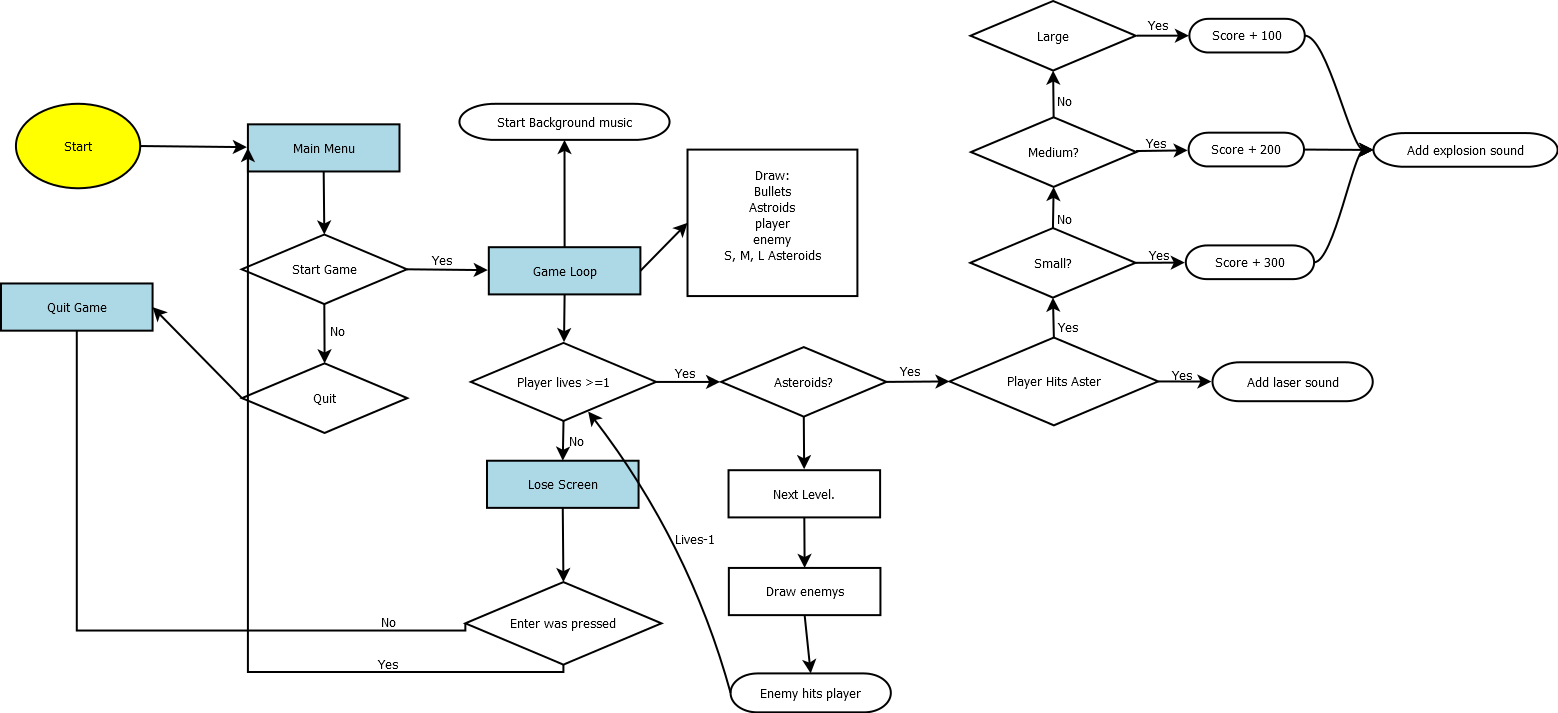 Large
Yes
Score + 100
No
Start
Main Menu
Start Background music
Medium?
Yes
Score + 200
Add explosion sound
Draw:
Bullets
Astroids
player
enemy
S, M, L Asteroids
No
Start Game
Yes
Game Loop
Small?
Yes
Score + 300
Quit Game
No
Yes
Quit
Player lives >=1
Yes
Asteroids?
Yes
Player Hits Aster
Yes
Add laser sound
No
Lose Screen
Next Level.
Lives-1
Draw enemys
Enter was pressed
No
Yes
Enemy hits player